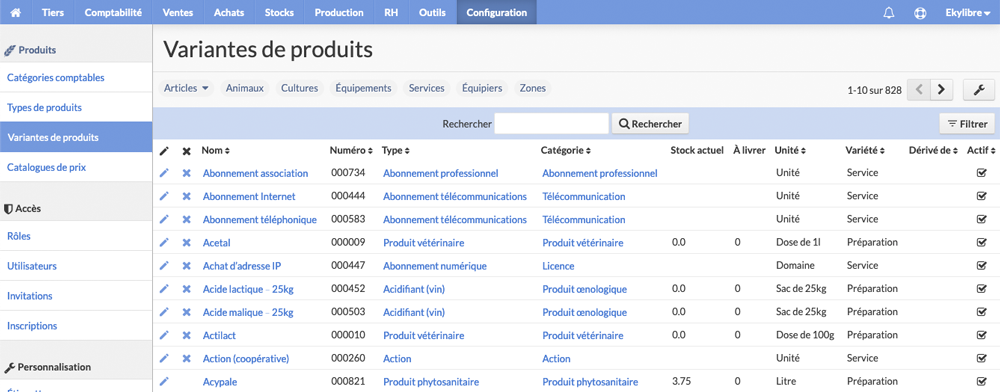 Tiers Comptabilité Ventes Achats Stocks Production RH Outils Configuration Ekylibre
Produits
Catégories comptables
Types de produits
Variantes de produits
Catalogues de prix
Accès
Rôles
Utilisateurs
Invitations
Inscriptions
Personnalisation
Variantes de produits
Articles Animaux Cultures Équipements Services Équipiers Zones
1-10 sur 828
Rechercher Rechercher Filtrer
Nom Numéro Type Catégorie Stock actuel À livrer Unité Variété Dérivé de Actif
Abonnement association 000734 Abonnement professionnel Abonnement professionnel Unité Service
Abonnement Internet 000444 Abonnement télécommunications Télécommunication Unité Service
Abonnement téléphonique 000583 Abonnement télécommunications Télécommunication Unité Service
Acetal 000009 Produit vétérinaire Produit vétérinaire 0.0 0 Dose de 1l Préparation
Achat d'adresse IP 000447 Abonnement numérique Licence Domaine Service
Acide lactique - 25kg 000452 Acidifiant (vin) Produit œnologique 0.0 0 Sac de 25kg Préparation
Acide malique - 25kg 000503 Acidifiant (vin) Produit œnologique 0.0 0 Sac de 25kg Préparation
Actilact 000010 Produit vétérinaire Produit vétérinaire 0.0 0 Dose de 100g Préparation
Action (coopérative) 000260 Action Action Unité Service
Acypale 000821 Produit phytosanitaire Produit phytosanitaire 3.75 0 Litre Préparation